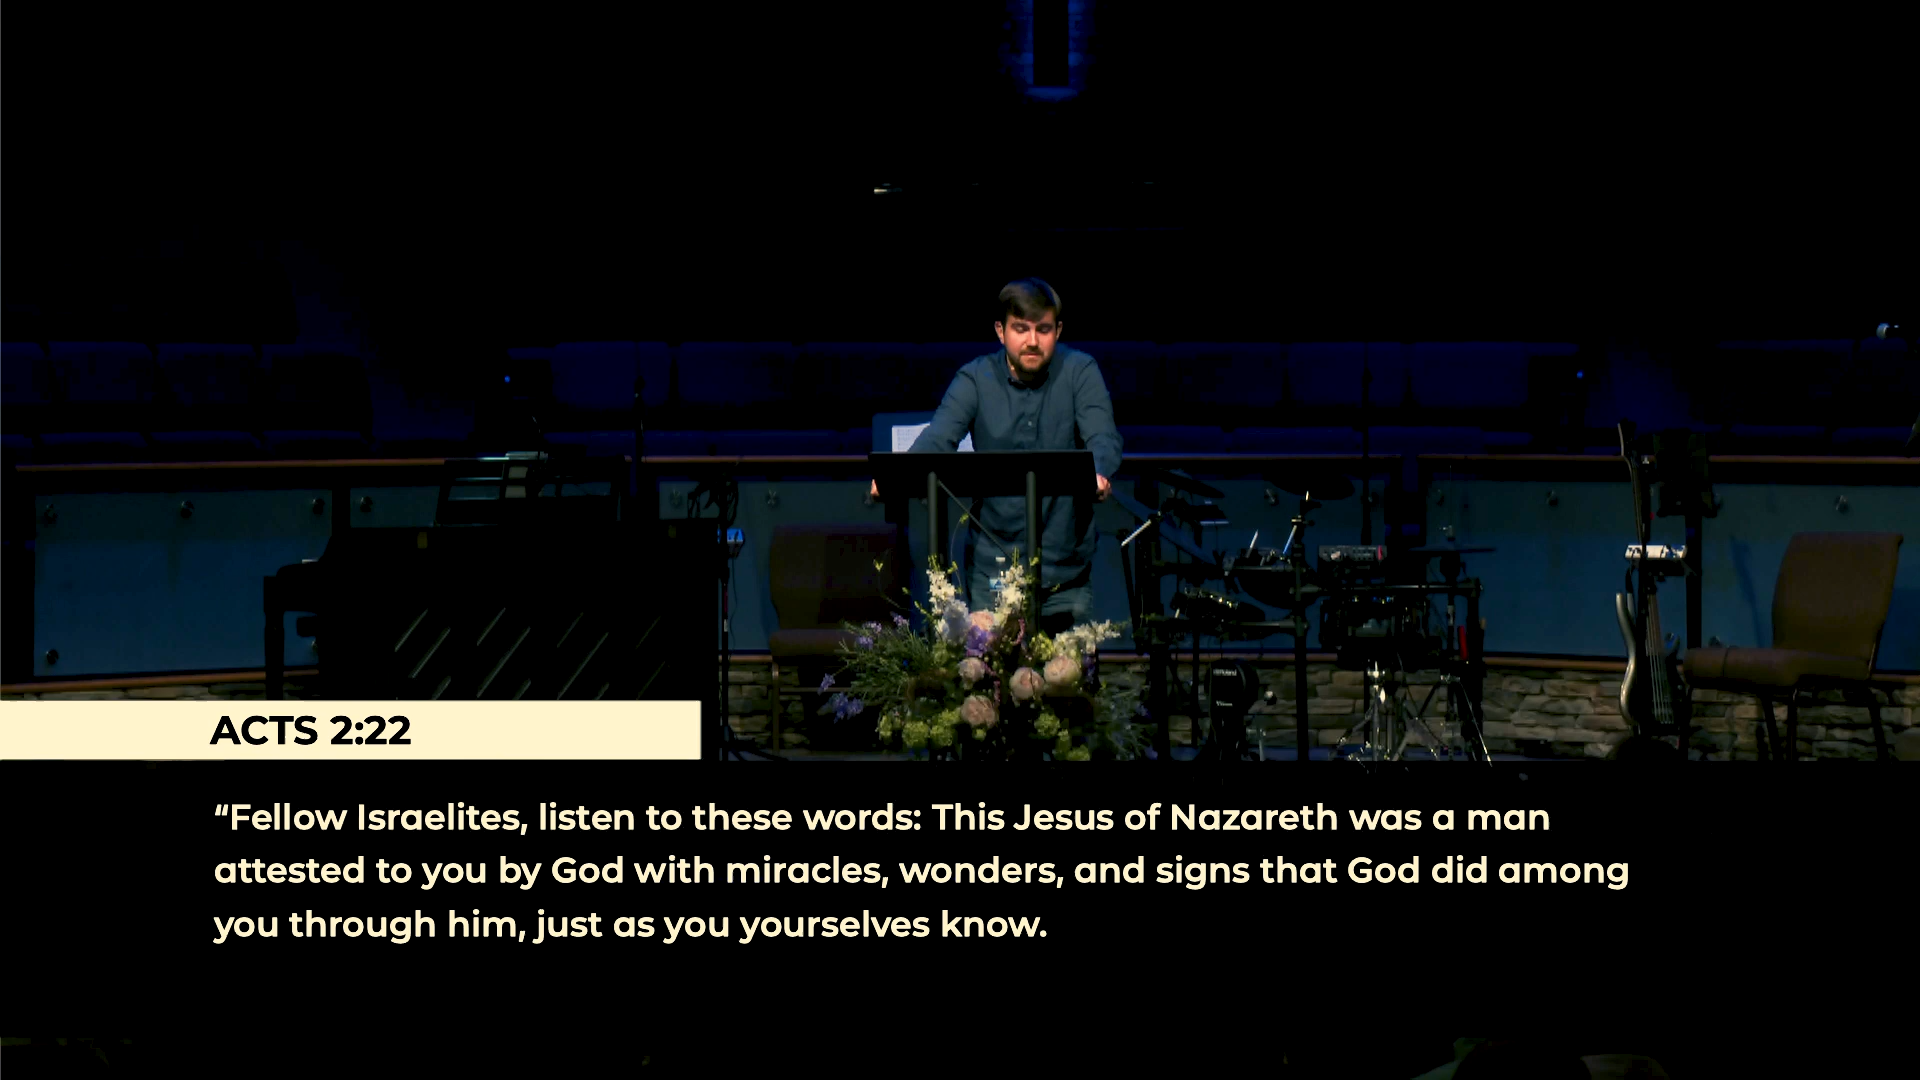 ACTS 2:22
“Fellow Israelites, listen to these words: This Jesus of Nazareth was a man
attested to you by God with miracles, wonders, and signs that God did among
you through him, just as you yourselves know.
Roland